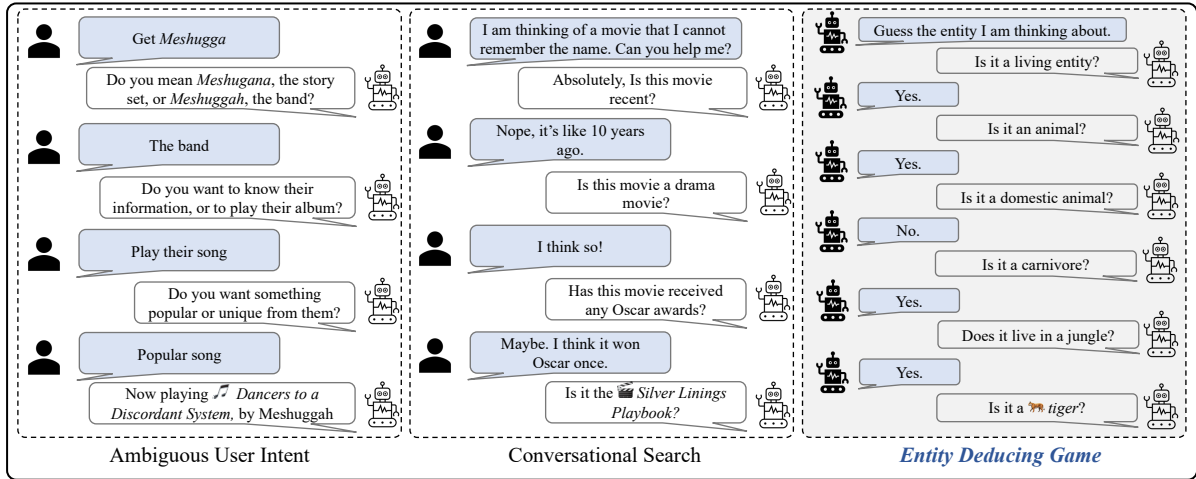 Get Meshugga
Do you mean Meshugana, the story
set, or Meshuggah, the band?
The band
Do you want to know their
information, or to play their album?
Play their song
Do you want something
popular or unique from them?
Popular song
Now playing Dancers to a
Discordant System, by Meshuggah
Ambiguous User Intent
I am thinking of a movie that I cannot
remember the name. Can you help me?
Absolutely, Is this movie
recent?
Nope, it's like 10 years
ago.
Is this movie a drama
movie?
I think so!
Has this movie received
any Oscar awards?
Maybe. I think it won
Oscar once.
Is it the Silver Linings
Playbook?
Conversational Search
Guess the entity I am thinking about.
Is it a living entity?
Yes.
Is it an animal?
Yes.
Is it a domestic animal?
No.
Is it a carnivore?
Yes.
Does it live in a jungle?
Yes.
Is it a tiger?
Entity Deducing Game